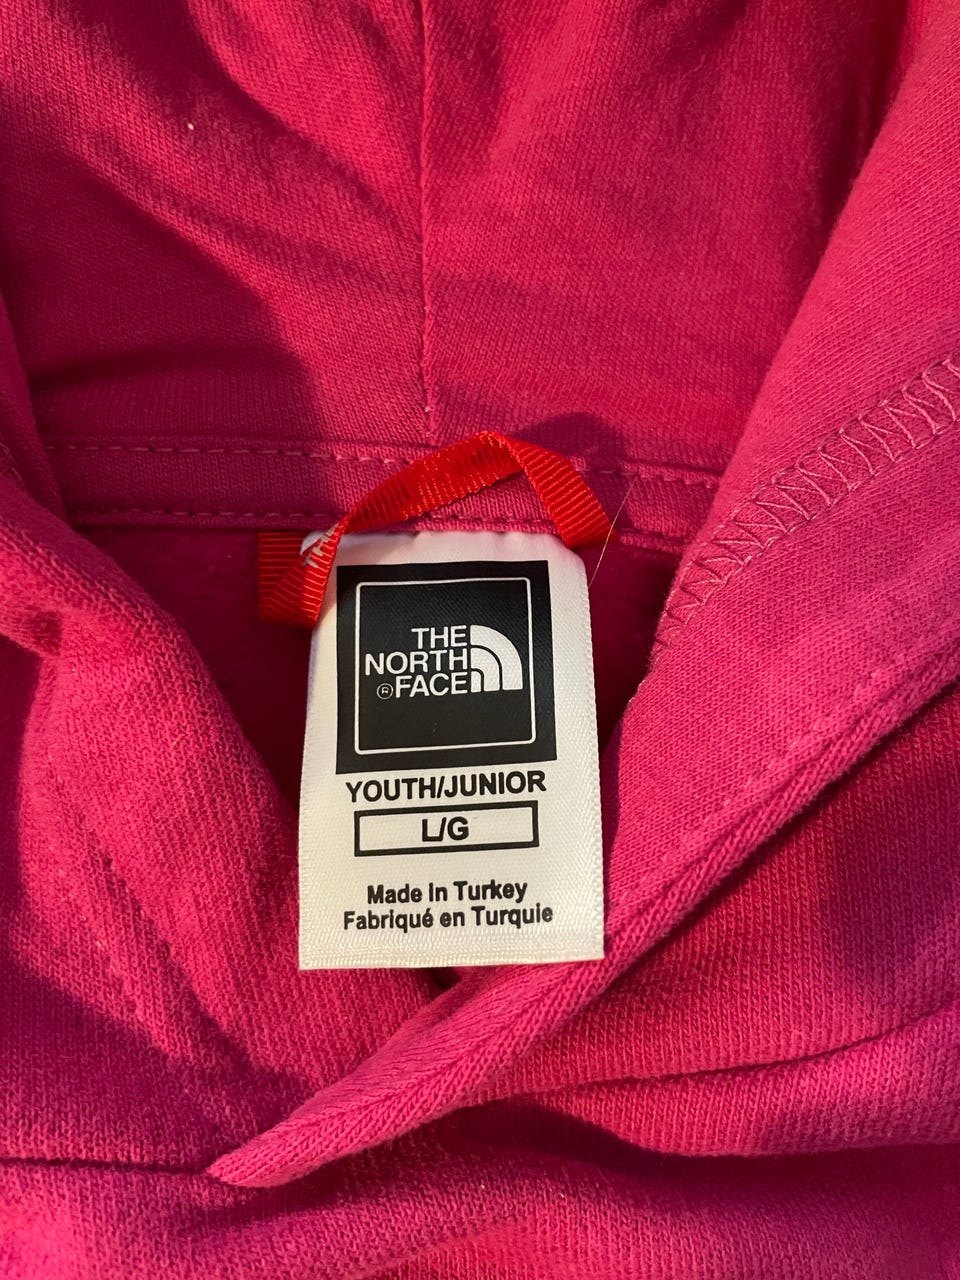 THE
NORTH
®FACE
YOUTH/JUNIOR
L/G
Made in Turkey
Fabriqué en Turquie